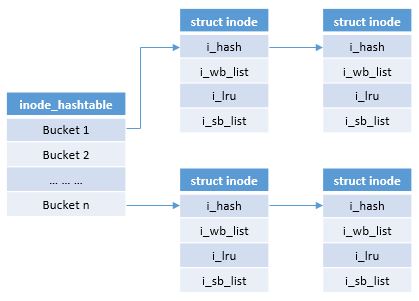 struct inode
i_hash
i_wb_list
i_lru
i_sb_list
struct inode
i_hash
i_wb_list
i_lru
i_sb_list
inode_hashtable
Bucket 1
Bucket 2
... ... ...
Bucket n
struct inode
i_hash
i_wb_list
i_lru
i_sb_list
struct inode
i_hash
i_wb_list
i_lru
i_sb_list